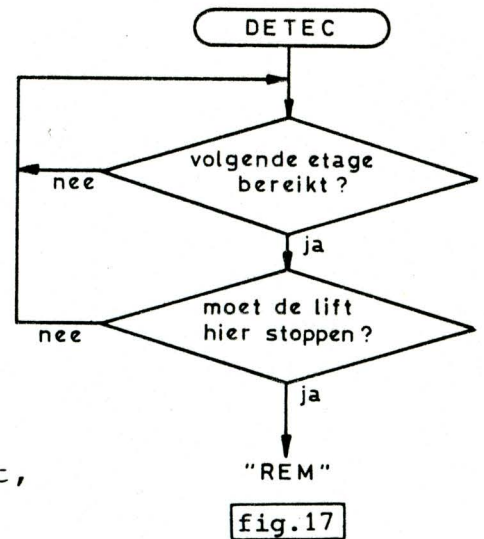 DETEC
volgende etage
bereikt ?
nee
ja
moet de lift
hier stoppen ?
nee
ja
"REM"
fig.17